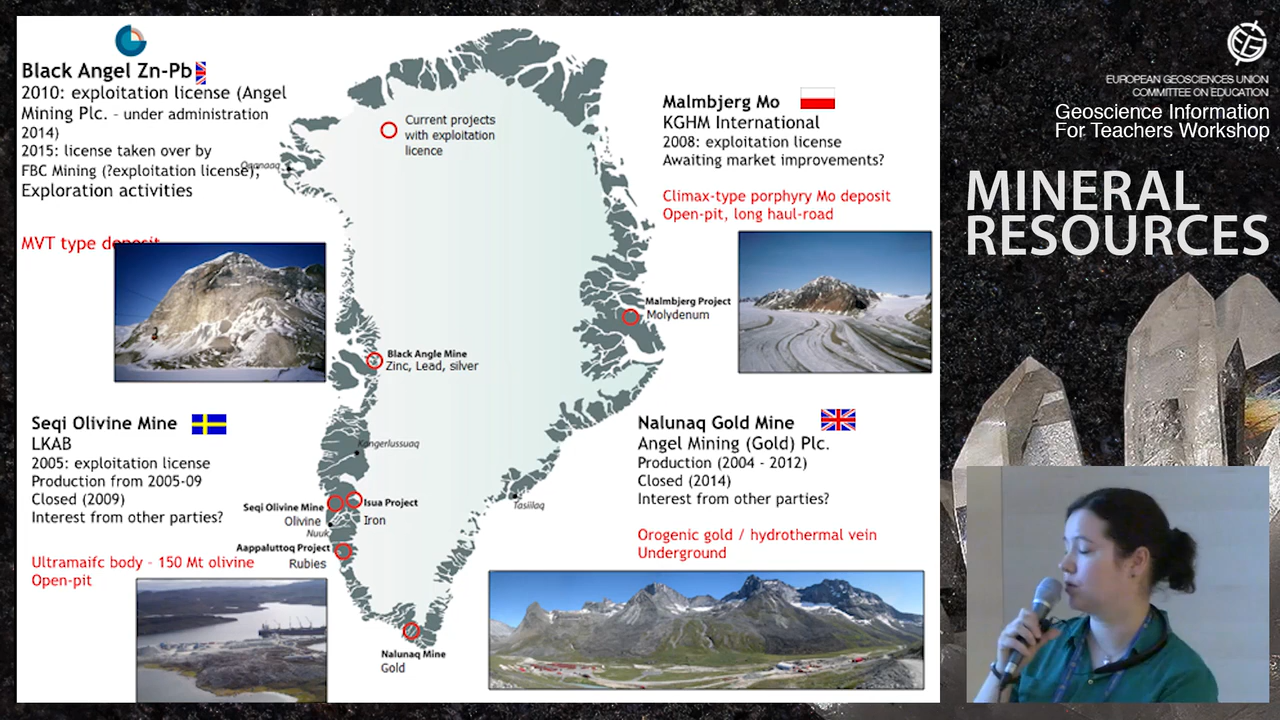 Black Angel Zn-Pb
2010: exploitation license (Angel
Mining Plc. - under administration
2014)
2015: license taken over by
FBC Mining (?exploitation license);
Exploration activities
MVT type deposit
Current projects
with exploitation
licence
Qaanaaq
Malmbjerg Mo
KGHM International
2008: exploitation license
Awaiting market improvements?
Climax-type porphyry Mo deposit
Open-pit, long haul-road
Malmbjerg Project
Molydenum
Black Angle Mine
Zinc, Lead, silver
Seqi Olivine Mine
LKAB
2005: exploitation license
Production from 2005-09
Closed (2009)
Interest from other parties?
Ultramaifc body - 150 Mt olivine
Open-pit
Kangerlussuaq
Seqi Olivine Mine
Olivine
Isua Project
Iron
Nuuk
Aappaluttoq Project
Rubies
Tasiilaq
Nalunaq Mine
Gold
Nalunaq Gold Mine
Angel Mining (Gold) Plc.
Production (2004 - 2012)
Closed (2014)
Interest from other parties?
Orogenic gold / hydrothermal vein
Underground
EUROPEAN GEOSCIENCES UNION
COMMITTEE ON EDUCATION
Geoscience Information
For Teachers Workshop
MINERAL
RESOURCES